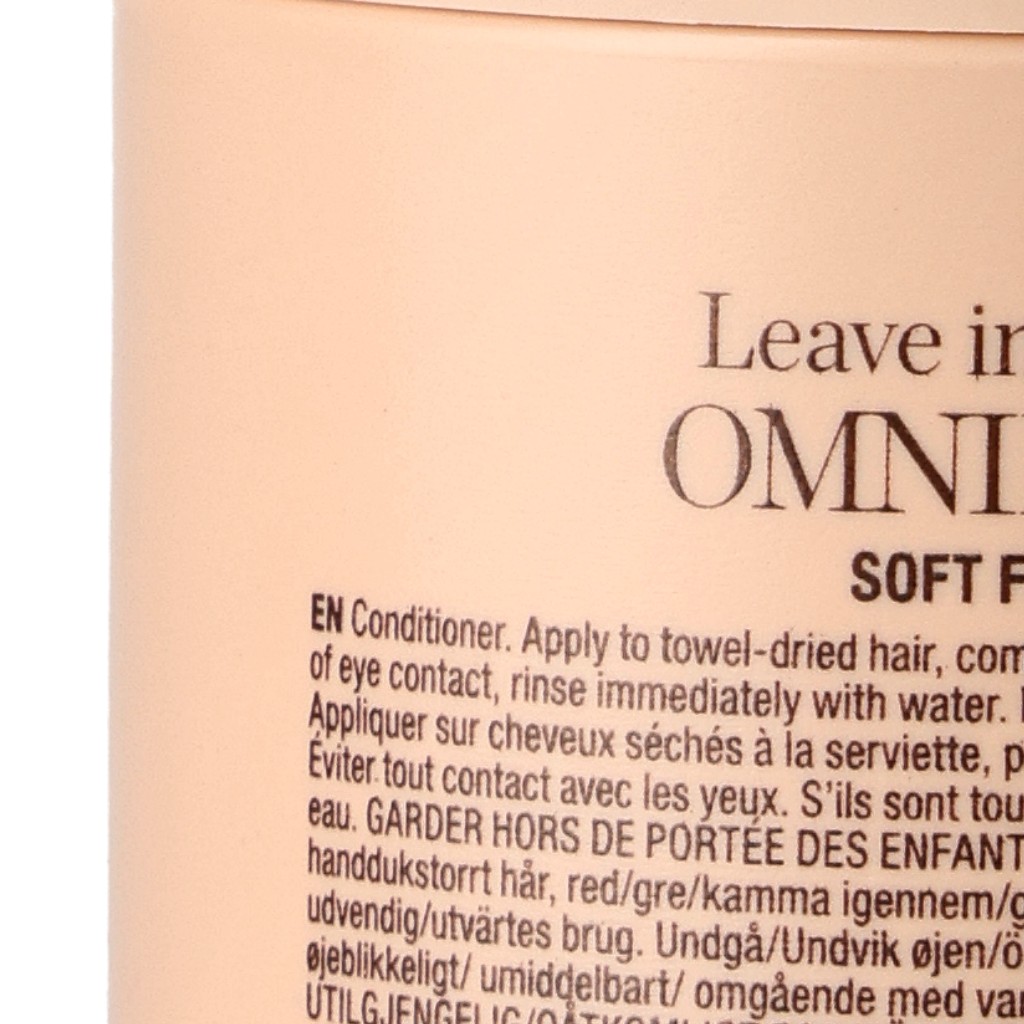 Leave in
OMNI
SOFT F
EN Conditioner. Apply to towel-dried hair, com
of eye contact, rinse immediately with water.
Appliquer sur cheveux séchés à la serviette, p
Éviter tout contact avec les yeux. S'ils sont tou
eau. GARDER HORS DE PORTÉE DES ENFANT
handdukstorrt hår, red/gre/kamma igennem/g
udvendig/utvärtes brug. Undgå/Undvik øjen/ö
øjeblikkeligt/ umiddelbart/ omgående med va